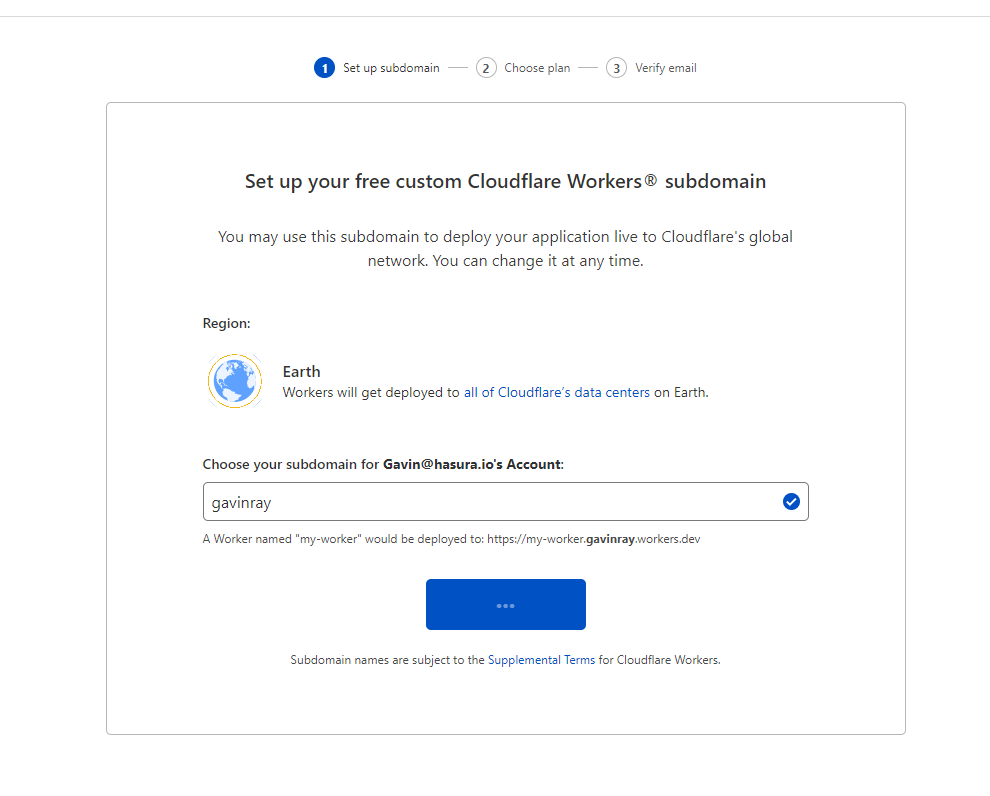 1 Set up subdomain 2 Choose plan 3 Verify email
Set up your free custom Cloudflare Workers® subdomain
You may use this subdomain to deploy your application live to Cloudflare's global
network. You can change it at any time.
Region:
Earth
Workers will get deployed to all of Cloudflare's data centers on Earth.
Choose your subdomain for Gavin@hasura.io's Account:
gavinray
A Worker named "my-worker" would be deployed to: https://my-worker.gavinray.workers.dev
Subdomain names are subject to the Supplemental Terms for Cloudflare Workers.